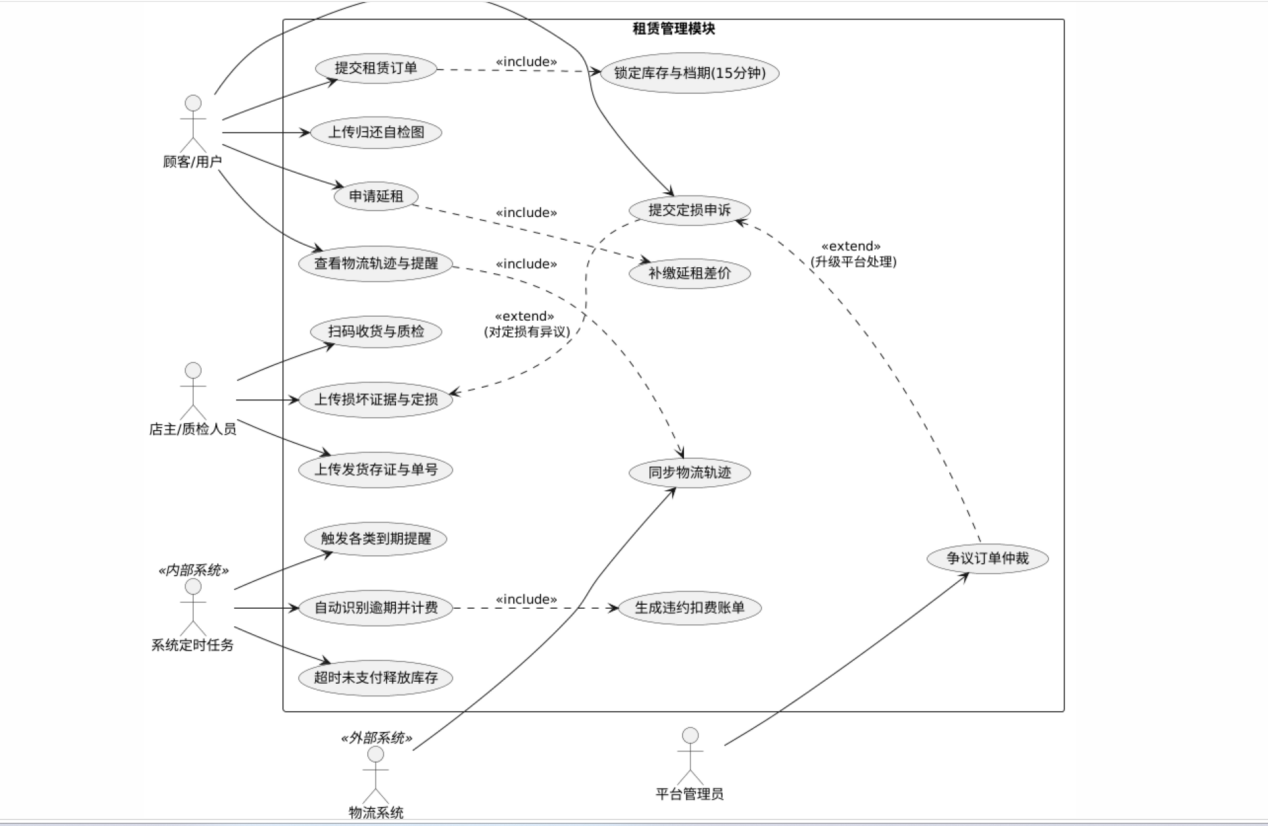 租赁管理模块
提交租赁订单
«include»
锁定库存与档期(15分钟)
顾客/用户
上传归还自检图
申请延租
«include»
提交定损申诉
查看物流轨迹与提醒
«include»
补缴延租差价
«extend»
(升级平台处理)
扫码收货与质检
«extend»
(对定损有异议)
店主/质检人员
上传损坏证据与定损
上传发货存证与单号
同步物流轨迹
触发各类到期提醒
争议订单仲裁
«内部系统»
系统定时任务
自动识别逾期并计费
«include»
生成违约扣费账单
超时未支付释放库存
«外部系统»
物流系统
平台管理员